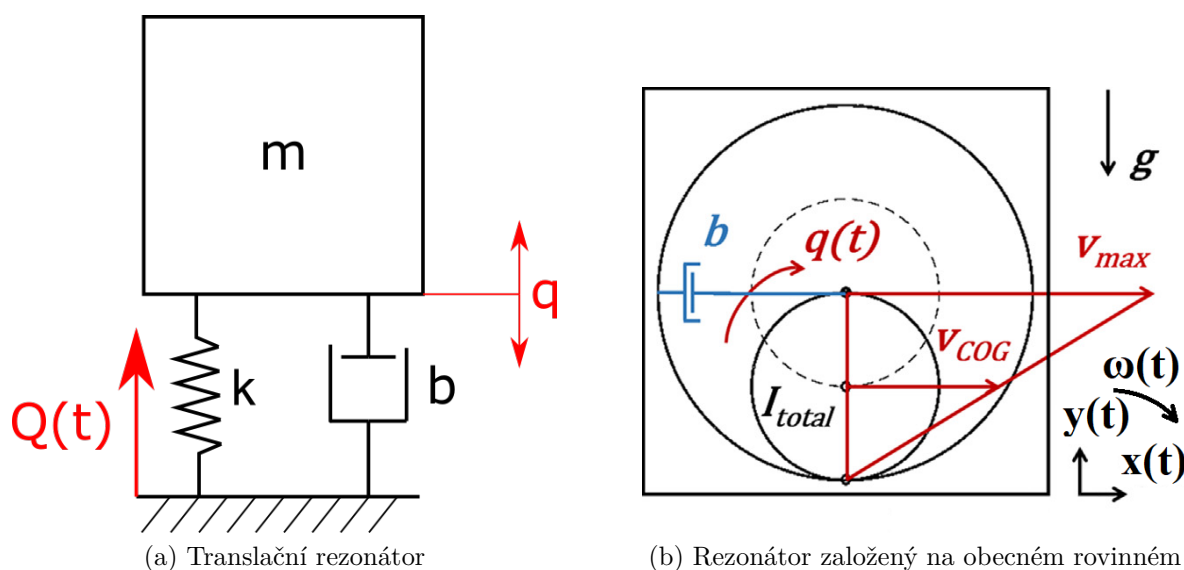 m
k
b
q
Q(t)
(a) Translační rezonátor
g
b
q(t)
v_max
v_COG
I_total
ω(t)
y(t)
x(t)
(b) Rezonátor založený na obecném rovinném